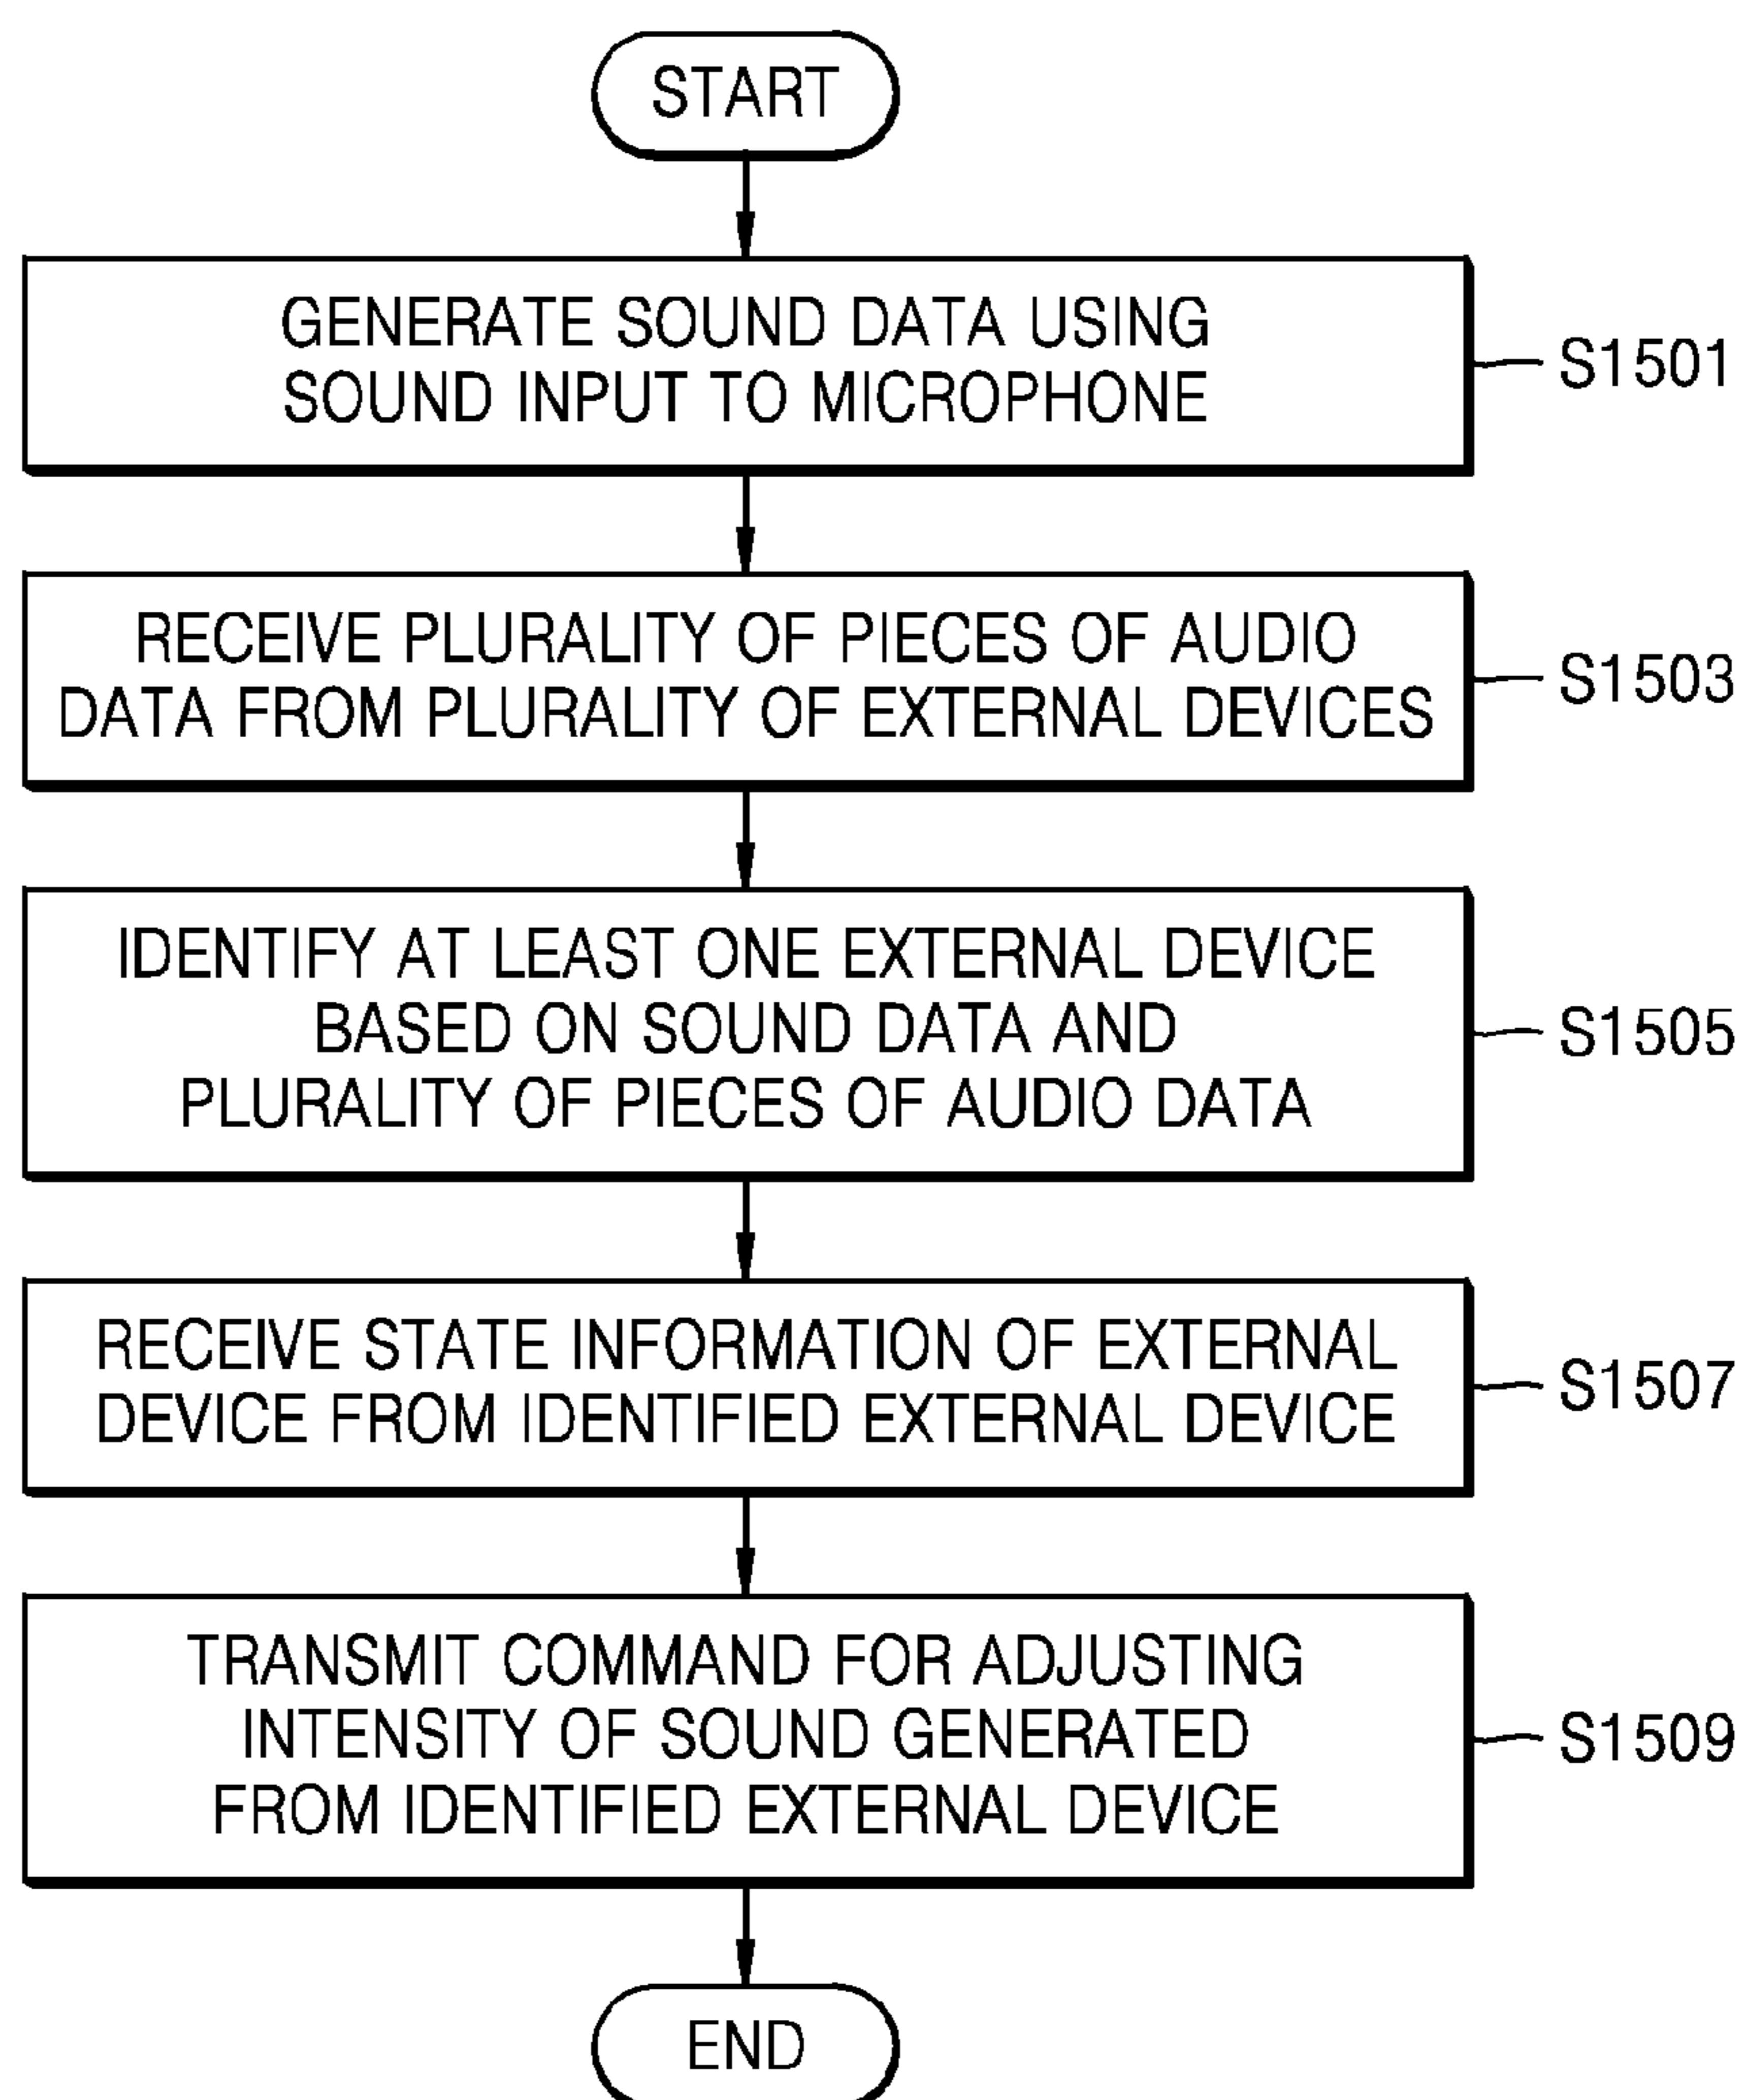 START
GENERATE SOUND DATA USING
SOUND INPUT TO MICROPHONE
S1501
RECEIVE PLURALITY OF PIECES OF AUDIO
DATA FROM PLURALITY OF EXTERNAL DEVICES
S1503
IDENTIFY AT LEAST ONE EXTERNAL DEVICE
BASED ON SOUND DATA AND
PLURALITY OF PIECES OF AUDIO DATA
S1505
RECEIVE STATE INFORMATION OF EXTERNAL
DEVICE FROM IDENTIFIED EXTERNAL DEVICE
S1507
TRANSMIT COMMAND FOR ADJUSTING
INTENSITY OF SOUND GENERATED
FROM IDENTIFIED EXTERNAL DEVICE
S1509
END